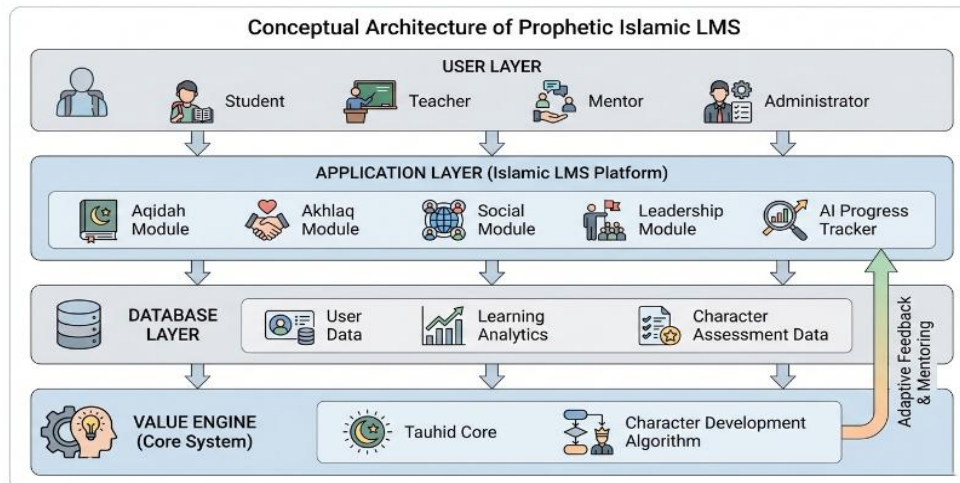 Conceptual Architecture of Prophetic Islamic LMS
USER LAYER
Student
Teacher
Mentor
Administrator
APPLICATION LAYER (Islamic LMS Platform)
Aqidah
Module
Akhlaq
Module
Social
Module
Leadership
Module
AI Progress
Tracker
DATABASE
LAYER
User
Data
Learning
Analytics
Character
Assessment Data
Adaptive Feedback
& Mentoring
VALUE ENGINE
(Core System)
Tauhid Core
Character Development
Algorithm